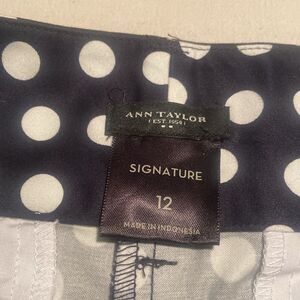 ANN TAYLOR
EST. 1954
SIGNATURE
12
MADE IN INDONESIA